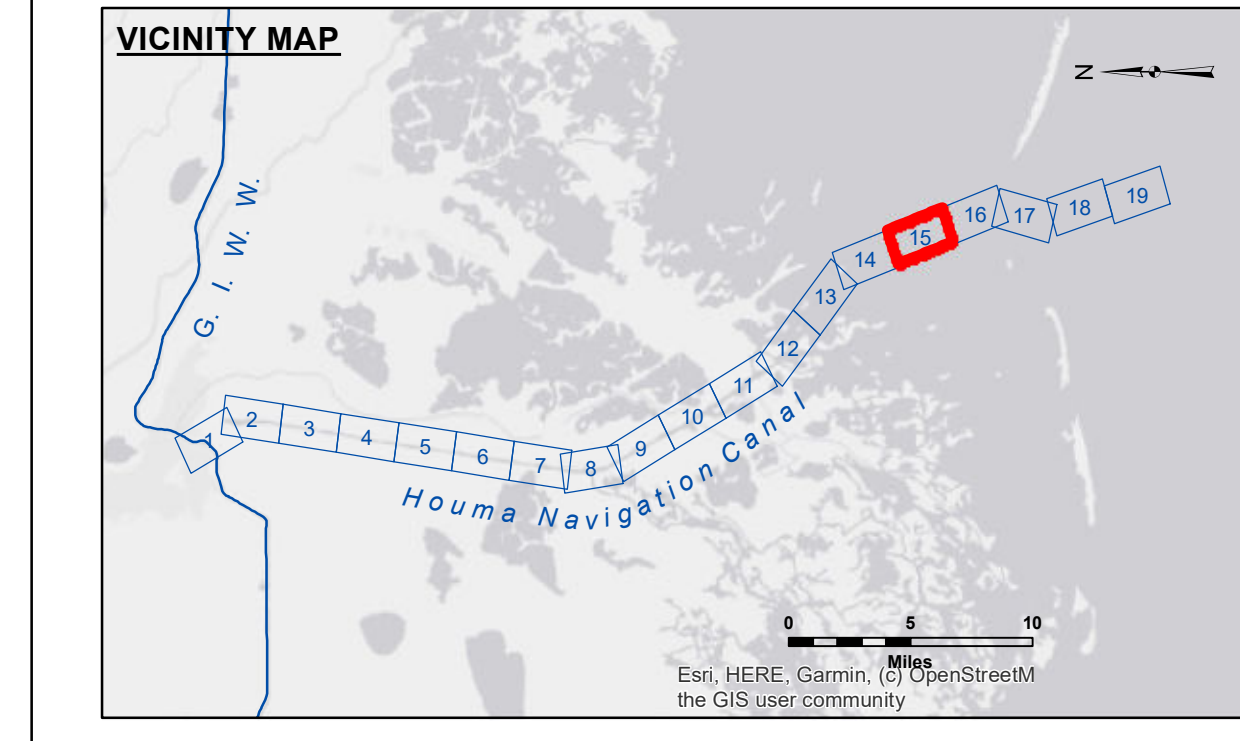 VICINITY MAP
N
G. I. W. W.
1
2
3
4
5
6
7
8
9
10
11
12
13
14
15
16
17
18
19
Houma Navigation Canal
0 5 10
Miles
Esri, HERE, Garmin, (c) OpenStreetM
the GIS user community